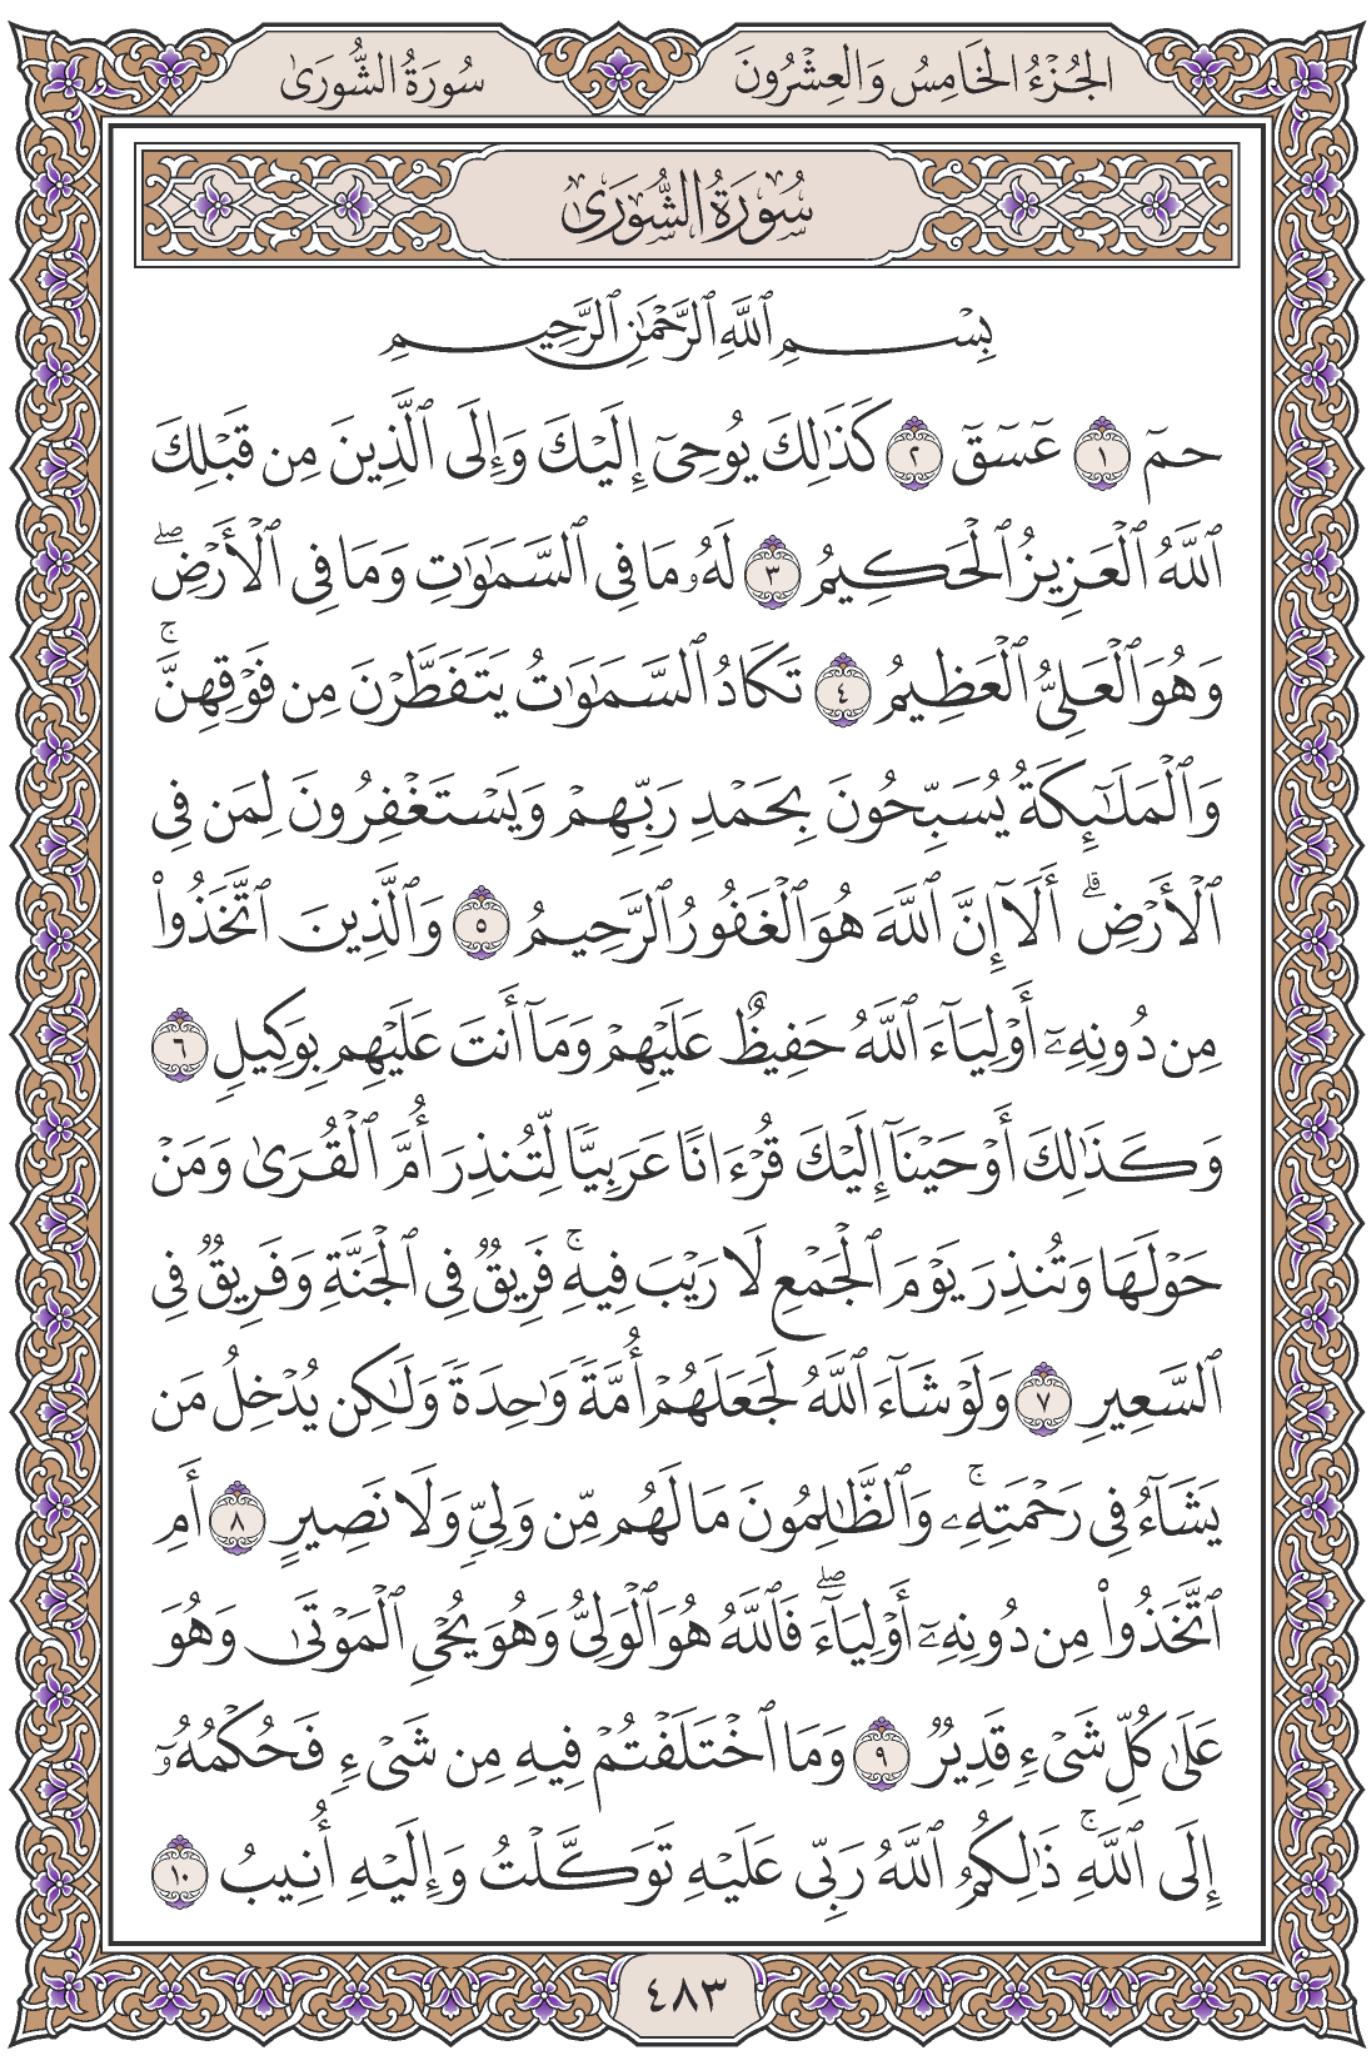 الجُزْءُ الخَامِسُ وَالعِشْرُونَ
سُورَةُ الشُّورَىٰ
سُورَةُ الشُّورَىٰ
بِسْمِ ٱللَّهِ ٱلرَّحْمَٰنِ ٱلرَّحِيمِ
حمٓ ١ عٓسٓقٓ ٢ كَذَٰلِكَ يُوحِىٓ إِلَيْكَ وَإِلَى ٱلَّذِينَ مِن قَبْلِكَ
ٱللَّهُ ٱلْعَزِيزُ ٱلْحَكِيمُ ٣ لَهُۥ مَا فِى ٱلسَّمَٰوَٰتِ وَمَا فِى ٱلْأَرْضِۖ
وَهُوَ ٱلْعَلِىُّ ٱلْعَظِيمُ ٤ تَكَادُ ٱلسَّمَٰوَٰتُ يَتَفَطَّرْنَ مِن فَوْقِهِنَّۚ
وَٱلْمَلَٰٓئِكَةُ يُسَبِّحُونَ بِحَمْدِ رَبِّهِمْ وَيَسْتَغْفِرُونَ لِمَن فِى
ٱلْأَرْضِۗ أَلَآ إِنَّ ٱللَّهَ هُوَ ٱلْغَفُورُ ٱلرَّحِيمُ ٥ وَٱلَّذِينَ ٱتَّخَذُوا۟
مِن دُونِهِۦٓ أَوْلِيَآءَ ٱللَّهُ حَفِيظٌ عَلَيْهِمْ وَمَآ أَنتَ عَلَيْهِم بِوَكِيلٍ ٦
وَكَذَٰلِكَ أَوْحَيْنَآ إِلَيْكَ قُرْءَانًا عَرَبِيًّا لِّتُنذِرَ أُمَّ ٱلْقُرَىٰ وَمَنْ
حَوْلَهَا وَتُنذِرَ يَوْمَ ٱلْجَمْعِ لَا رَيْبَ فِيهِۚ فَرِيقٌ فِى ٱلْجَنَّةِ وَفَرِيقٌ فِى
ٱلسَّعِيرِ ٧ وَلَوْ شَآءَ ٱللَّهُ لَجَعَلَهُمْ أُمَّةً وَٰحِدَةً وَلَٰكِن يُدْخِلُ مَن
يَشَآءُ فِى رَحْمَتِهِۦۚ وَٱلظَّٰلِمُونَ مَا لَهُم مِّن وَلِىٍّ وَلَا نَصِيرٍ ٨ أَمِ
ٱتَّخَذُوا۟ مِن دُونِهِۦٓ أَوْلِيَآءَۖ فَٱللَّهُ هُوَ ٱلْوَلِىُّ وَهُوَ يُحْىِ ٱلْمَوْتَىٰ وَهُوَ
عَلَىٰ كُلِّ شَىْءٍ قَدِيرٌ ٩ وَمَا ٱخْتَلَفْتُمْ فِيهِ مِن شَىْءٍ فَحُكْمُهُۥٓ
إِلَى ٱللَّهِۚ ذَٰلِكُمُ ٱللَّهُ رَبِّى عَلَيْهِ تَوَكَّلْتُ وَإِلَيْهِ أُنِيبُ ١٠
٤٨٣